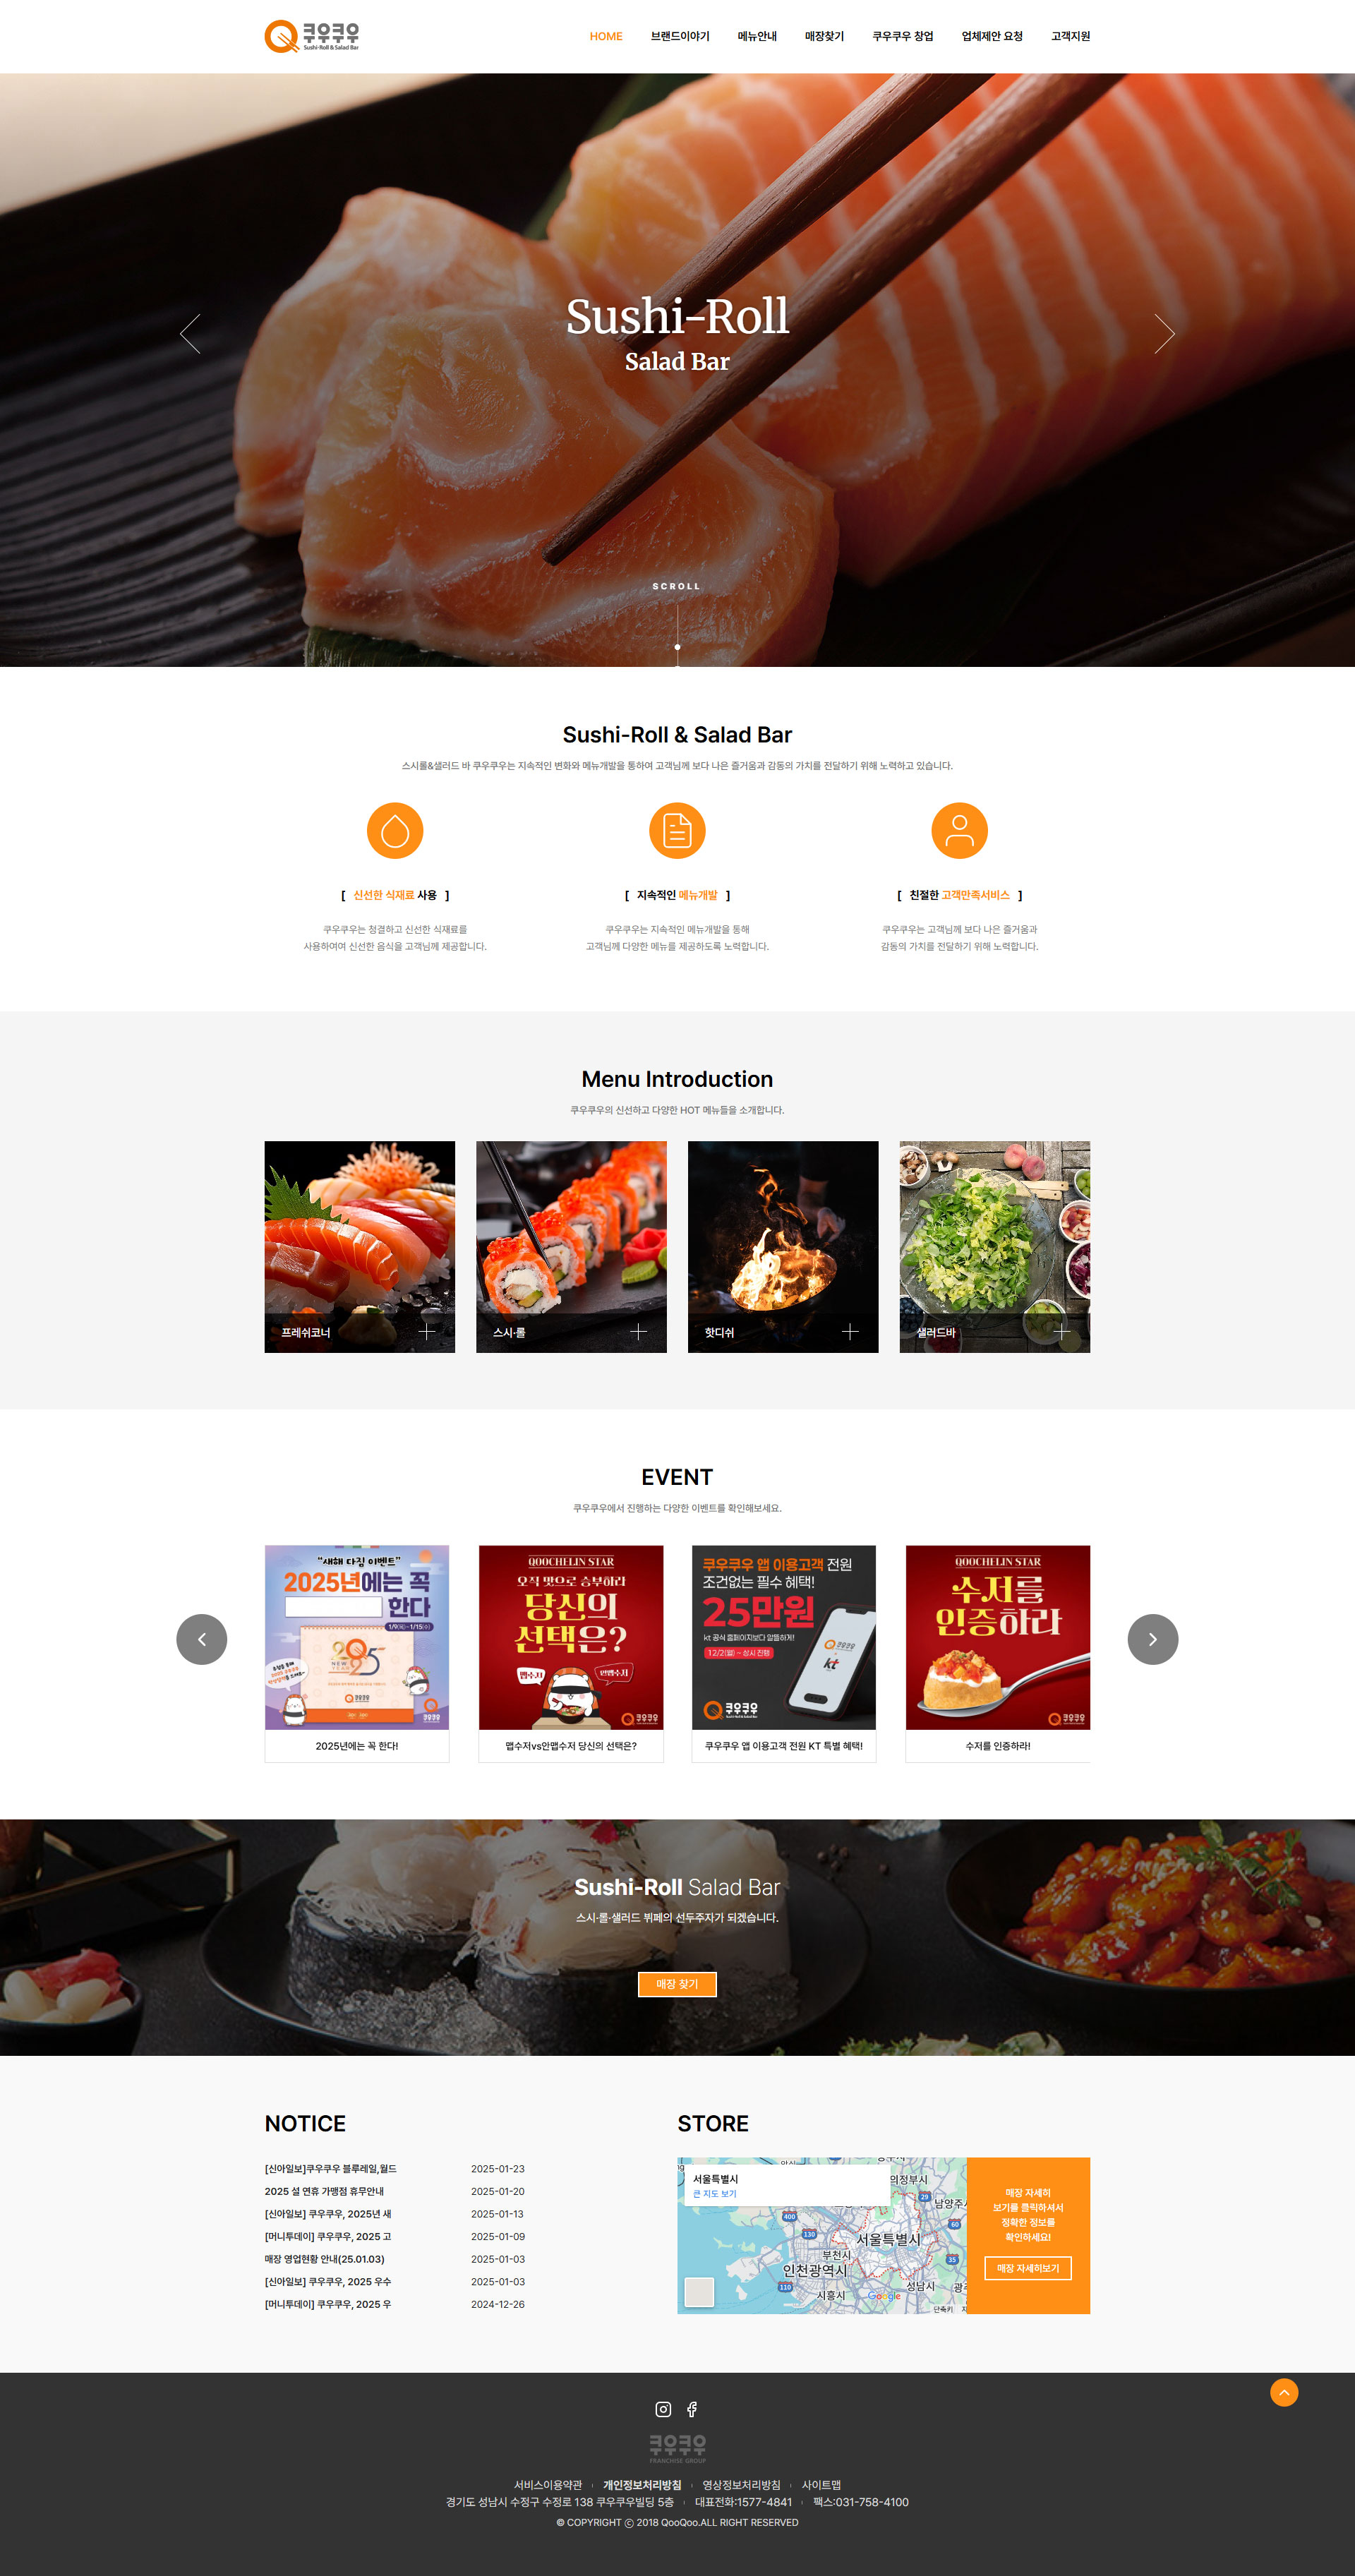 쿠우쿠우
Sushi-Roll & Salad Bar
HOME
브랜드이야기
메뉴안내
매장찾기
쿠우쿠우 창업
업체제안 요청
고객지원
Sushi-Roll
Salad Bar
SCROLL
Sushi-Roll & Salad Bar
스시롤&샐러드 바 쿠우쿠우는 지속적인 변화와 메뉴개발을 통하여 고객님께 보다 나은 즐거움과 감동의 가치를 전달하기 위해 노력하고 있습니다.
[ 신선한 식재료 사용 ]
쿠우쿠우는 청결하고 신선한 식재료를
사용하여여 신선한 음식을 고객님께 제공합니다.
[ 지속적인 메뉴개발 ]
쿠우쿠우는 지속적인 메뉴개발을 통해
고객님께 다양한 메뉴를 제공하도록 노력합니다.
[ 친절한 고객만족서비스 ]
쿠우쿠우는 고객님께 보다 나은 즐거움과
감동의 가치를 전달하기 위해 노력합니다.
Menu Introduction
쿠우쿠우의 신선하고 다양한 HOT 메뉴들을 소개합니다.
프레쉬코너
스시·롤
핫디쉬
샐러드바
EVENT
쿠우쿠우에서 진행하는 다양한 이벤트를 확인해보세요.
"새해 다짐 이벤트"
2025년에는 꼭
한다
1/9(목)~1/15(수)
NEW YEAR
2025
쿠우쿠우
2025년에는 꼭 한다!
QOOCHELIN STAR
오직 맛으로 승부하라
당신의
선택은?
맵수저
안맵수저
쿠우쿠우
맵수저vs안맵수저 당신의 선택은?
쿠우쿠우 앱 이용고객 전원
조건없는 필수 혜택!
25만원
kt 공식 홈페이지보다 알뜰하게!
12/2(월) ~ 상시 진행
쿠우쿠우
kt
쿠우쿠우
쿠우쿠우 앱 이용고객 전원 KT 특별 혜택!
QOOCHELIN STAR
수저를
인증하라
쿠우쿠우
수저를 인증하라!
Sushi-Roll Salad Bar
스시·롤·샐러드 뷔페의 선두주자가 되겠습니다.
매장 찾기
NOTICE
[신아일보]쿠우쿠우 블루레일,월드 2025-01-23
2025 설 연휴 가맹점 휴무안내 2025-01-20
[신아일보] 쿠우쿠우, 2025년 새 2025-01-13
[머니투데이] 쿠우쿠우, 2025 고 2025-01-09
매장 영업현황 안내(25.01.03) 2025-01-03
[신아일보] 쿠우쿠우, 2025 우수 2025-01-03
[머니투데이] 쿠우쿠우, 2025 우 2024-12-26
STORE
서울특별시
큰 지도 보기
의정부시
29
남양주시
400
60
130
서울특별시
부천시
35
인천광역시
110
성남시
시흥시
Google
단축키
매장 자세히
보기를 클릭하셔서
정확한 정보를
확인하세요!
매장 자세히보기
쿠우쿠우
FRANCHISE GROUP
서비스이용약관
개인정보처리방침
영상정보처리방침
사이트맵
경기도 성남시 수정구 수정로 138 쿠우쿠우빌딩 5층
대표전화:1577-4841
팩스:031-758-4100
© COPYRIGHT ⓒ 2018 QooQoo.ALL RIGHT RESERVED